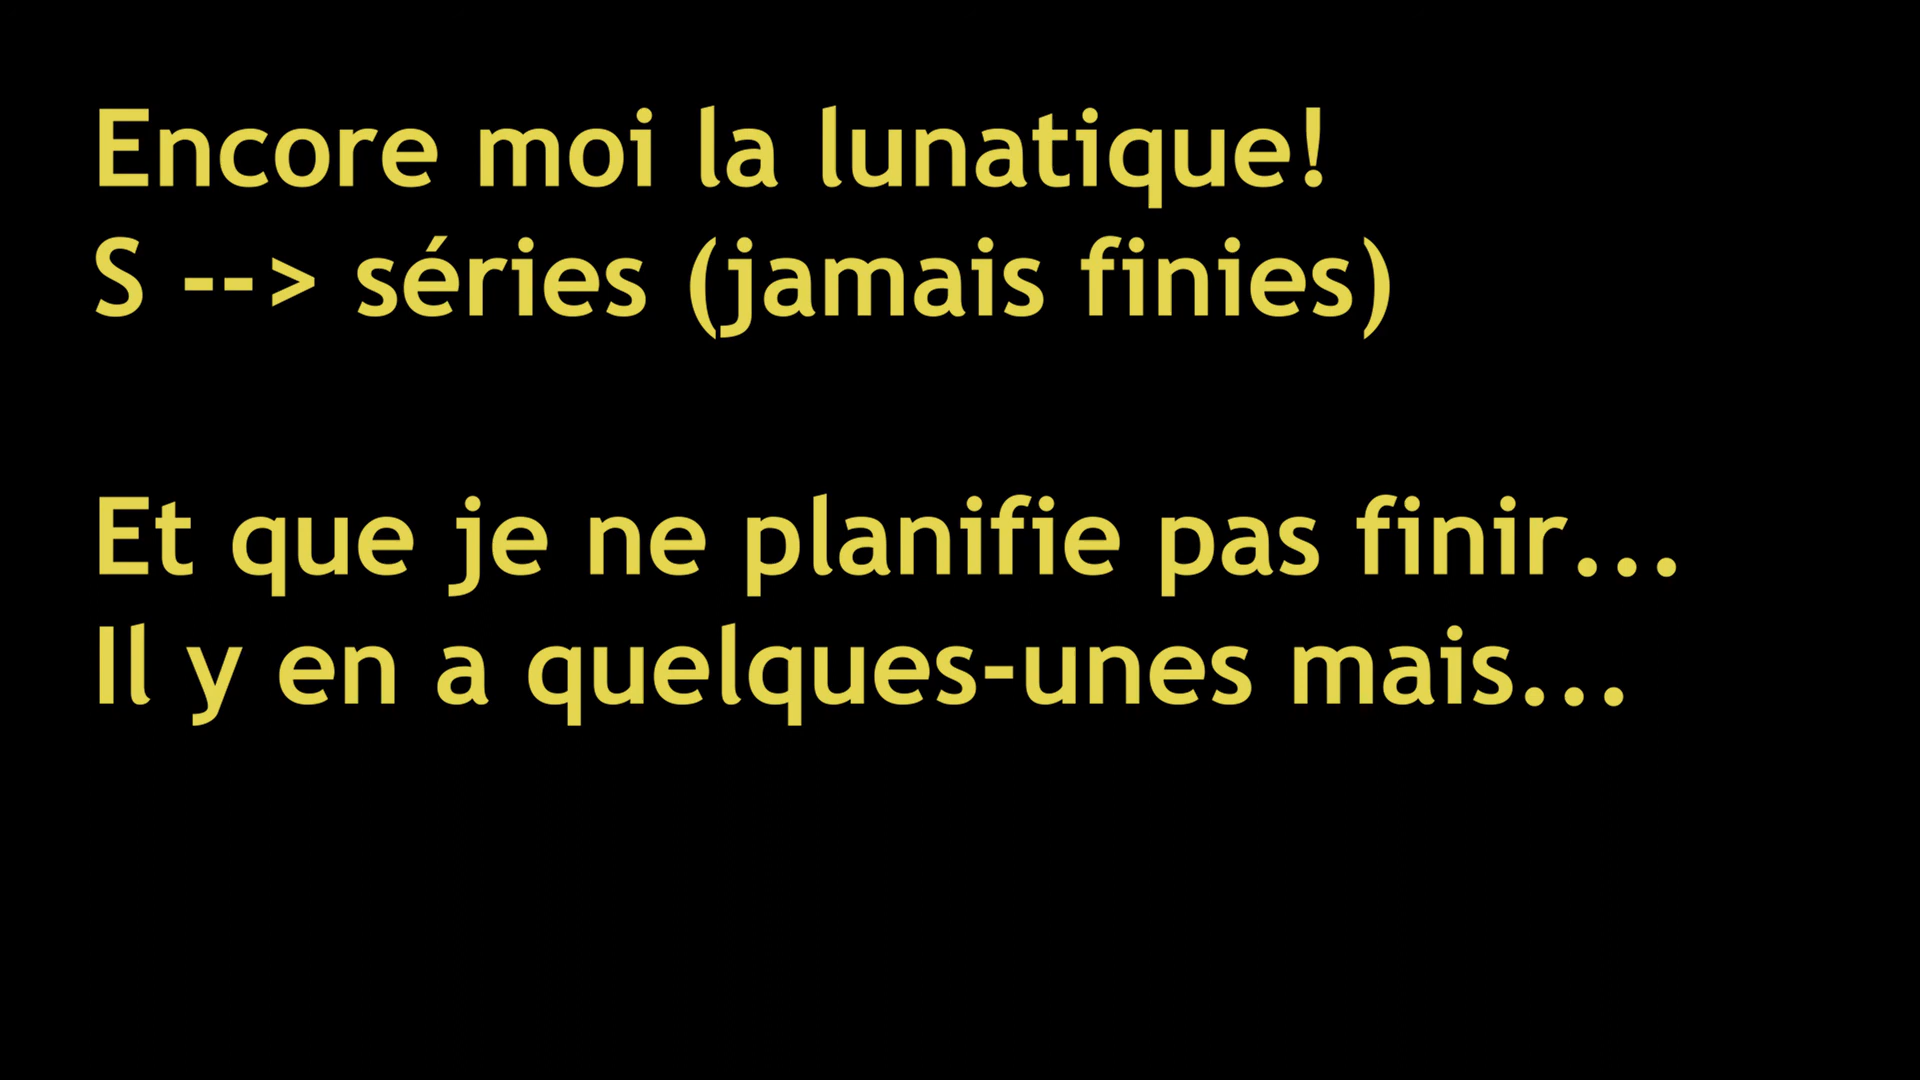 Encore moi la lunatique!
S --> séries (jamais finies)
Et que je ne planifie pas finir...
Il y en a quelques-unes mais...